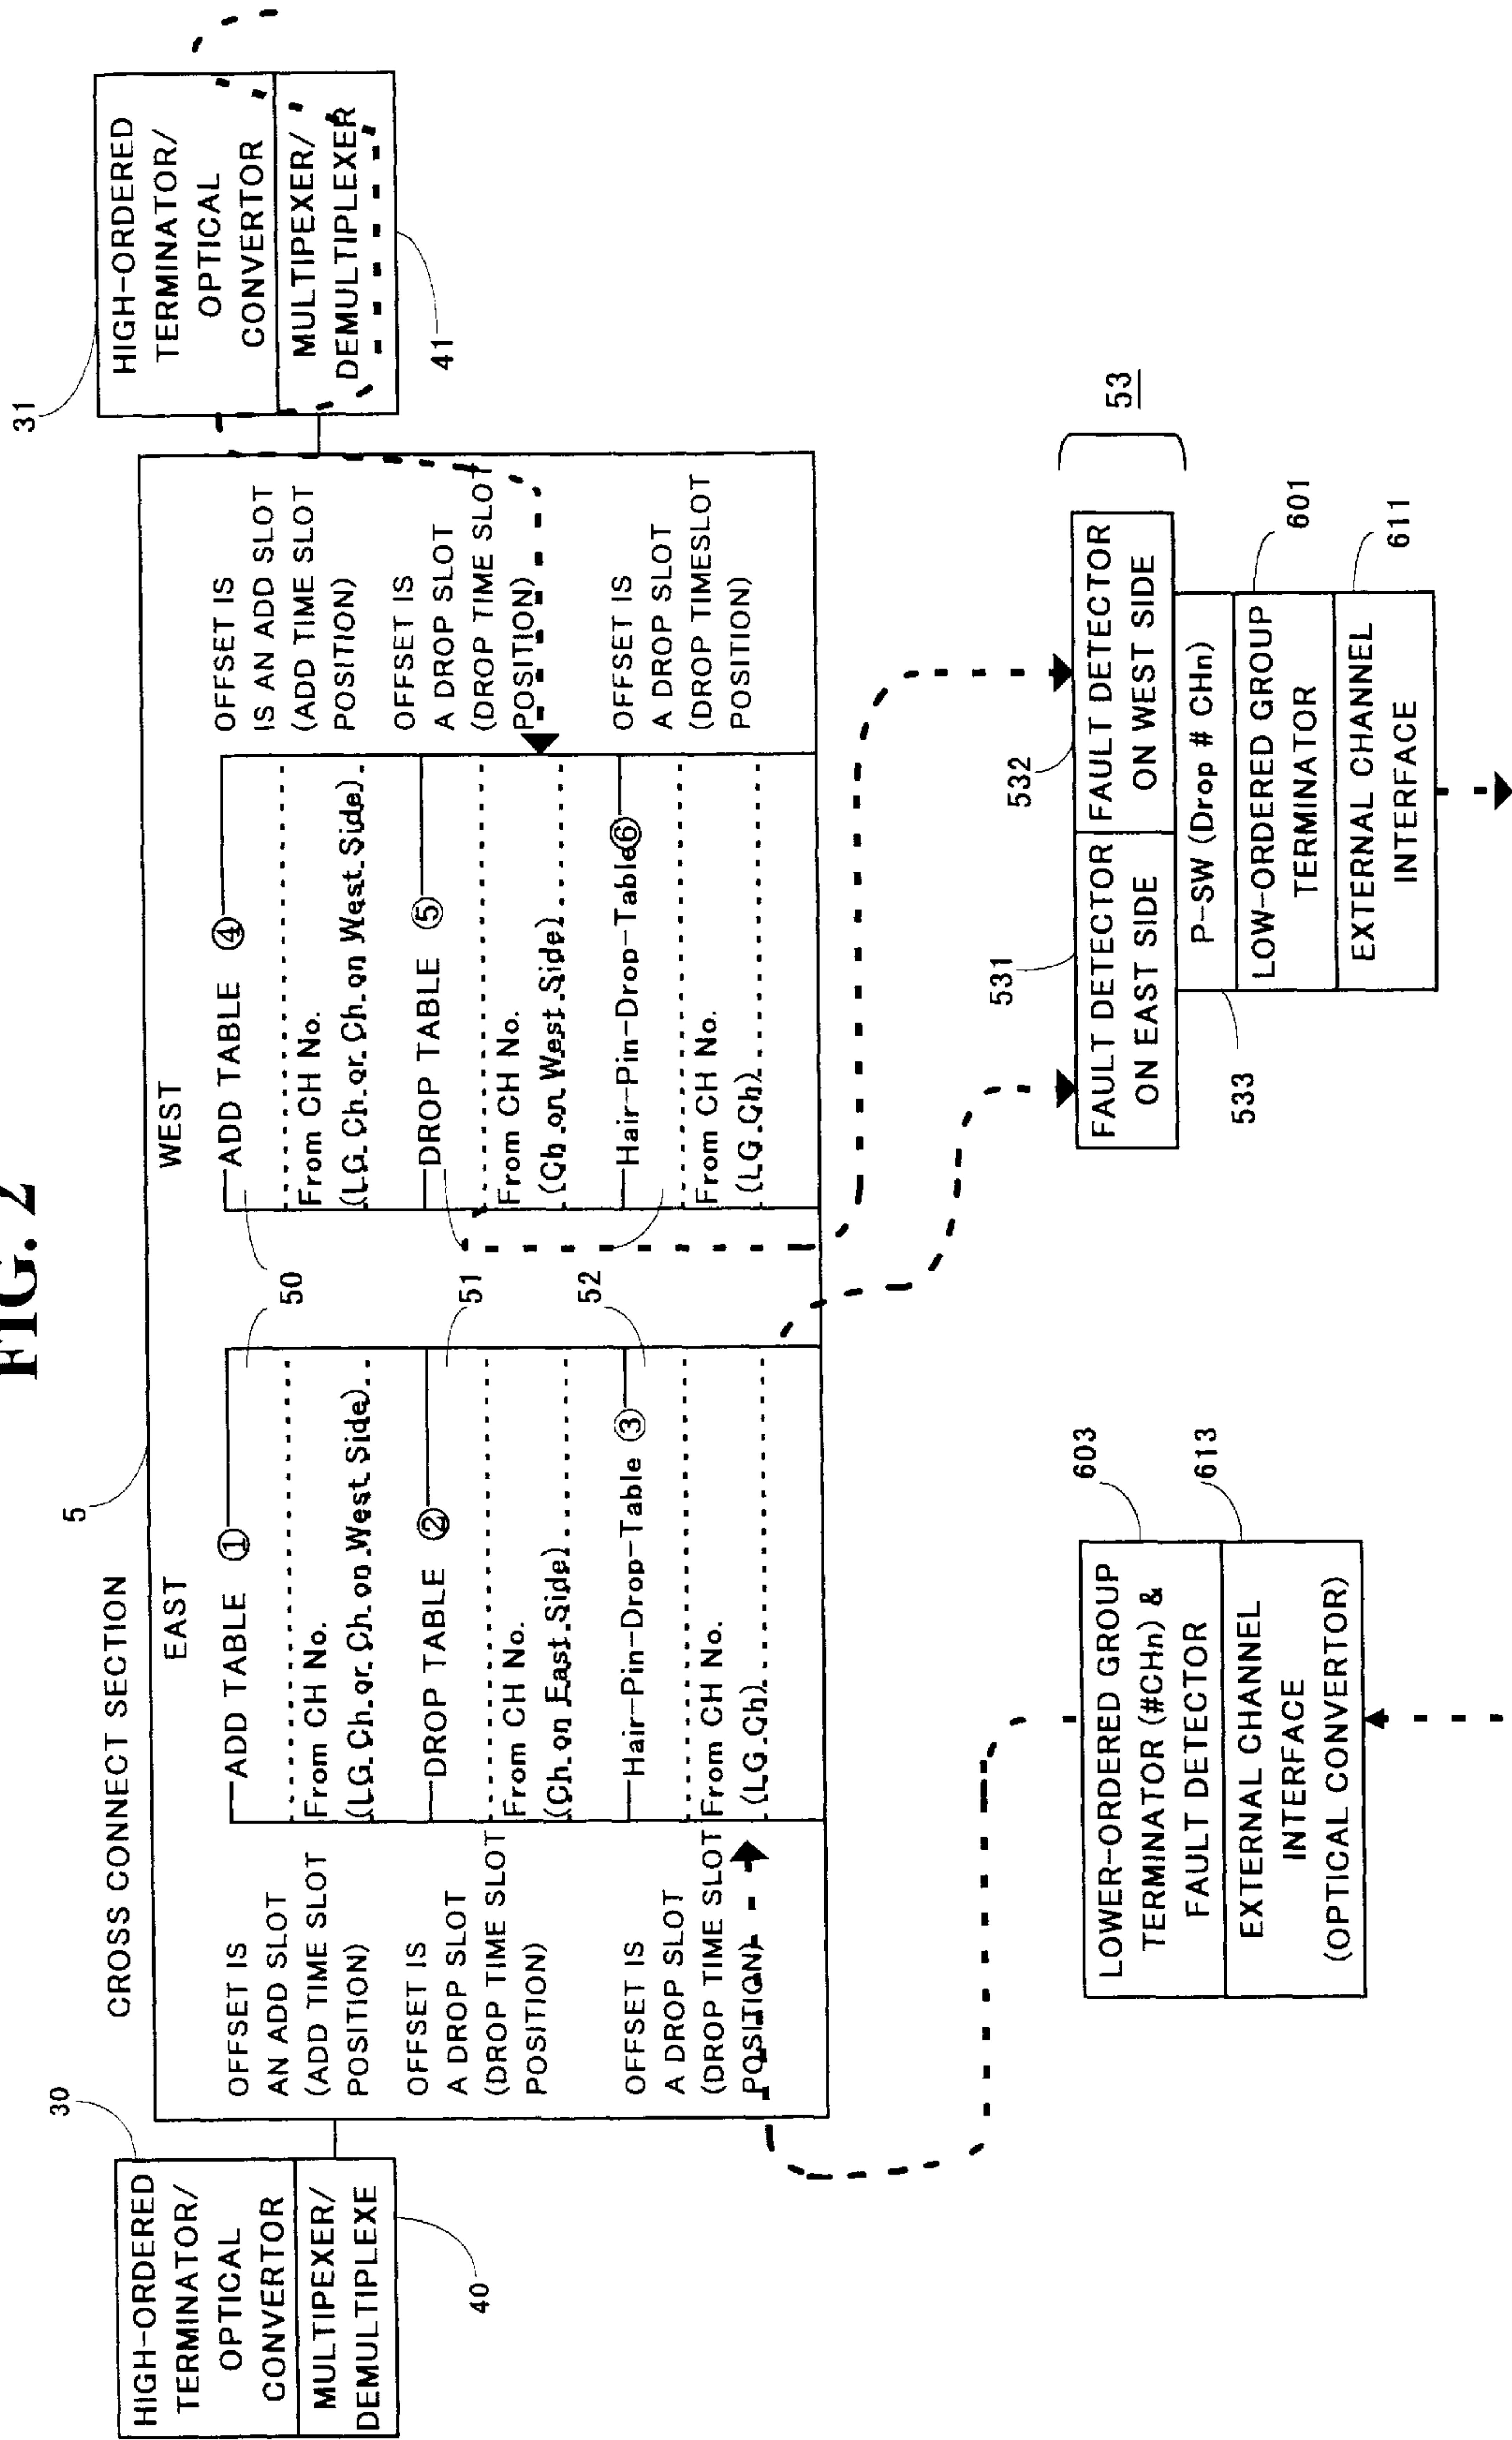 FIG. 2
5
CROSS CONNECT SECTION
EAST
WEST
30
HIGH-ORDERED
TERMINATOR/
OPTICAL
CONVERTOR
MULTIPEXER/
DEMULTIPLEXE
40
OFFSET IS
AN ADD SLOT
(ADD TIME SLOT
POSITION)
OFFSET IS
A DROP SLOT
(DROP TIME SLOT
POSITION)
OFFSET IS
A DROP SLOT
(DROP TIME SLOT
POSITION)
ADD TABLE ①
From CH No.
(LG Ch or Ch on West Side)
DROP TABLE ②
From CH No.
(Ch on East Side)
Hair-Pin-Drop-Table ③
From CH No.
(LG Ch)
50
51
52
ADD TABLE ④
From CH No.
(LG Ch or Ch on West Side)
DROP TABLE ⑤
From CH No.
(Ch on West Side)
Hair-Pin-Drop-Table ⑥
From CH No.
(LG Ch)
OFFSET IS
IS AN ADD SLOT
(ADD TIME SLOT
POSITION)
OFFSET IS
A DROP SLOT
(DROP TIME SLOT
POSITION)
OFFSET IS
A DROP SLOT
(DROP TIMESLOT
POSITION)
31
HIGH-ORDERED
TERMINATOR/
OPTICAL
CONVERTOR
MULTIPEXER/
DEMULTIPLEXER
41
603
LOWER-ORDERED GROUP
TERMINATOR (#CHn) &
FAULT DETECTOR
613
EXTERNAL CHANNEL
INTERFACE
(OPTICAL CONVERTOR)
53
531
FAULT DETECTOR
ON EAST SIDE
532
FAULT DETECTOR
ON WEST SIDE
533
P-SW (Drop # CHn)
601
LOW-ORDERED GROUP
TERMINATOR
611
EXTERNAL CHANNEL
INTERFACE